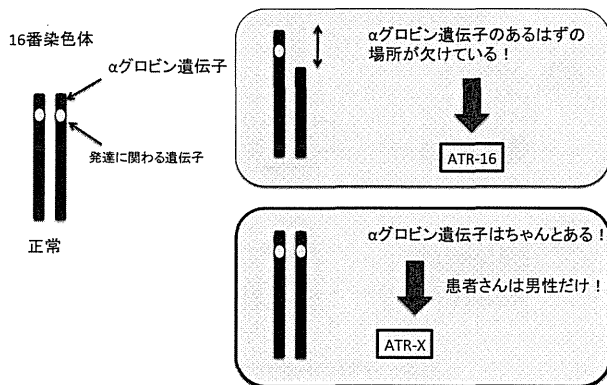 16番染色体
αグロビン遺伝子
発達に関わる遺伝子
正常
αグロビン遺伝子のあるはずの
場所が欠けている！
ATR-16
αグロビン遺伝子はちゃんとある！
患者さんは男性だけ！
ATR-X